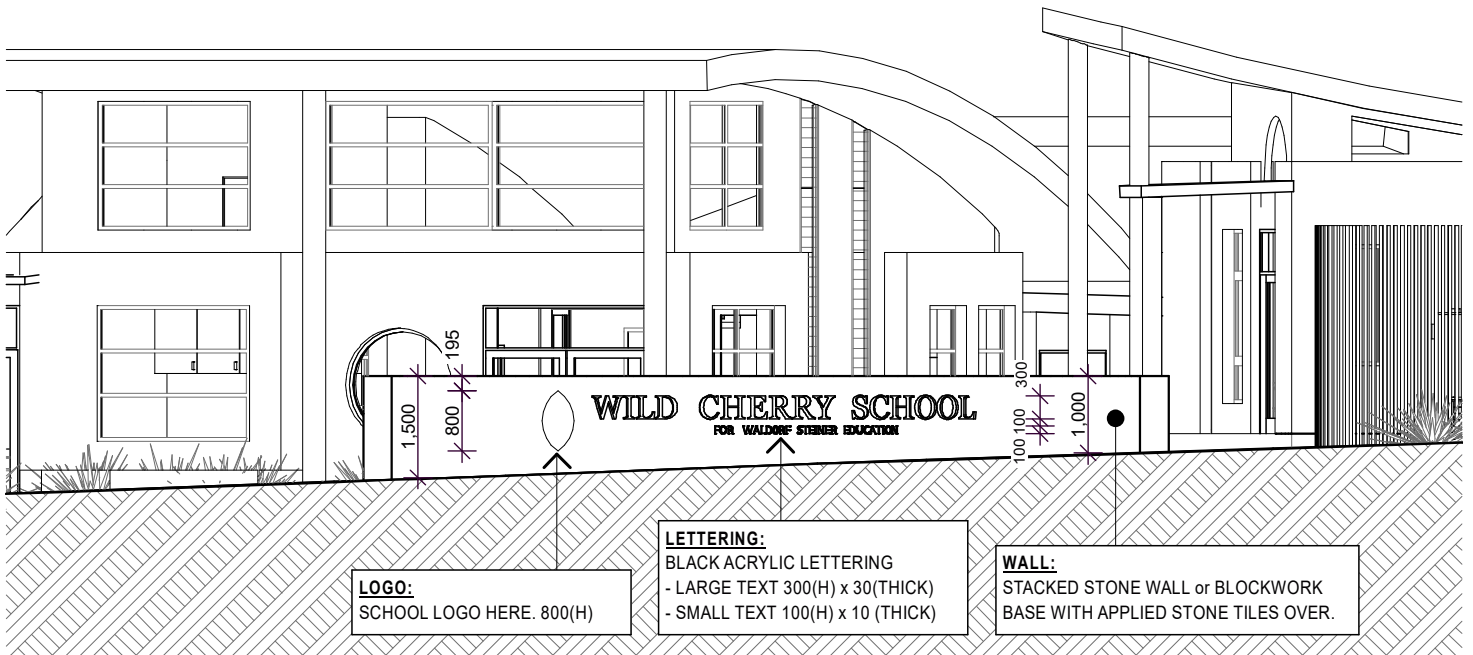 195
1,500
800
WILD CHERRY SCHOOL
FOR WALDORF STEINER EDUCATION
300
100
100
1,000
LOGO:
SCHOOL LOGO HERE. 800(H)
LETTERING:
BLACK ACRYLIC LETTERING
- LARGE TEXT 300(H) x 30(THICK)
- SMALL TEXT 100(H) x 10 (THICK)
WALL:
STACKED STONE WALL or BLOCKWORK
BASE WITH APPLIED STONE TILES OVER.